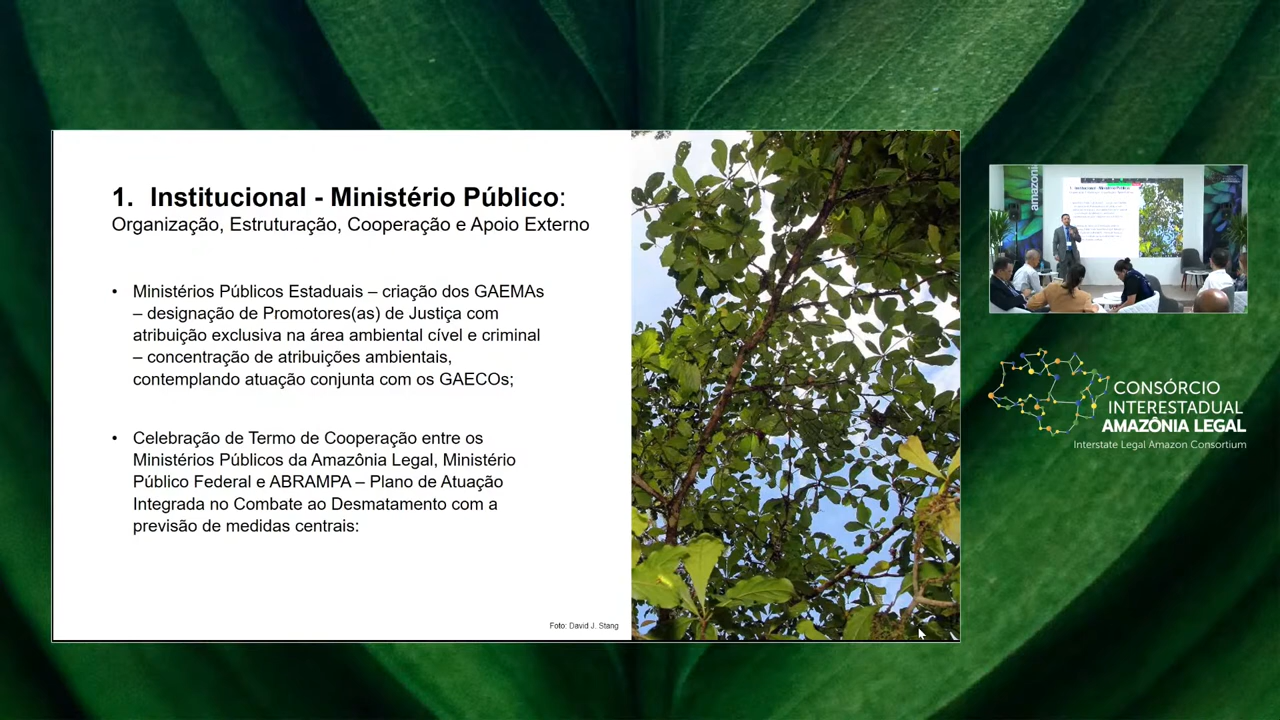 1. Institucional - Ministério Público:
Organização, Estruturação, Cooperação e Apoio Externo
• Ministérios Públicos Estaduais – criação dos GAEMAs
– designação de Promotores(as) de Justiça com
atribuição exclusiva na área ambiental cível e criminal
– concentração de atribuições ambientais,
contemplando atuação conjunta com os GAECOs;
• Celebração de Termo de Cooperação entre os
Ministérios Públicos da Amazônia Legal, Ministério
Público Federal e ABRAMPA – Plano de Atuação
Integrada no Combate ao Desmatamento com a
previsão de medidas centrais:
Foto: David J. Stang
amazoni
CONSÓRCIO
INTERESTADUAL
AMAZÔNIA LEGAL
Interstate Legal Amazon Consortium